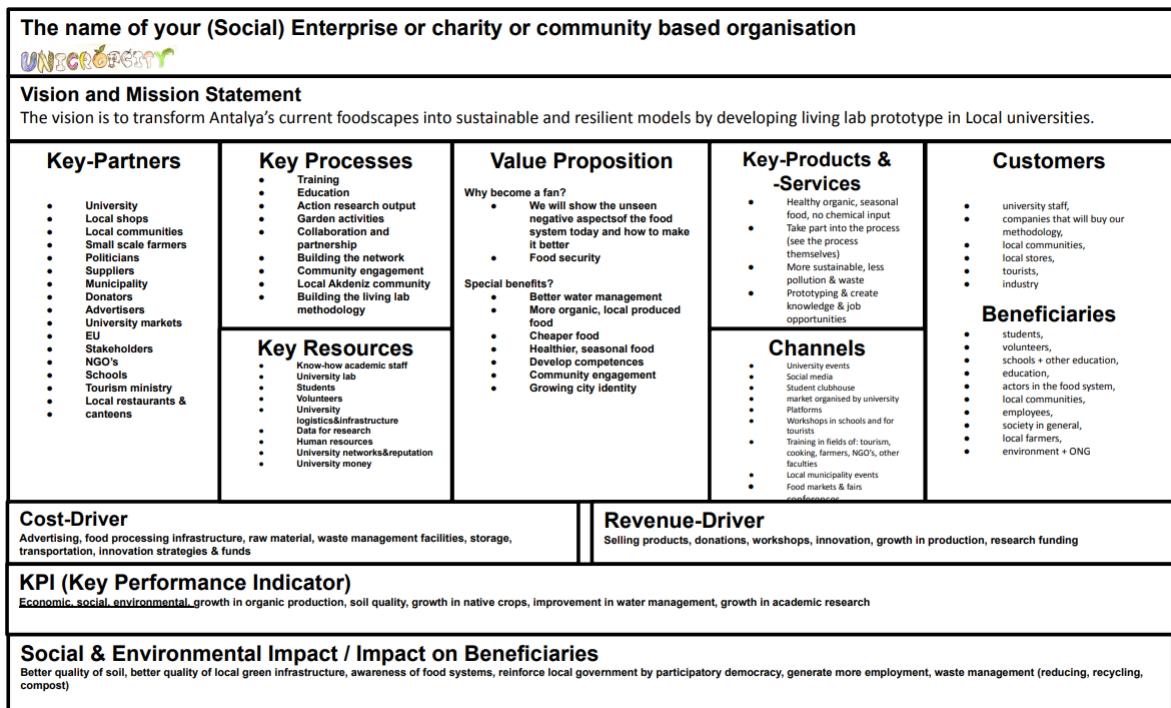 The name of your (Social) Enterprise or charity or community based organisation
UNICROPCITY
Vision and Mission Statement
The vision is to transform Antalya's current foodscapes into sustainable and resilient models by developing living lab prototype in Local universities.
Key-Partners
• University
• Local shops
• Local communities
• Small scale farmers
• Politicians
• Suppliers
• Municipality
• Donators
• Advertisers
• University markets
• EU
• Stakeholders
• NGO's
• Schools
• Tourism ministry
• Local restaurants &
• canteens
Key Processes
• Training
• Education
• Action research output
• Garden activities
• Collaboration and
partnership
• Building the network
• Community engagement
• Local Akdeniz community
• Building the living lab
methodology
Key Resources
• Know-how academic staff
• University lab
• Students
• Volunteers
• University
logistics&infrastructure
• Data for research
• Human resources
• University networks&reputation
• University money
Value Proposition
Why become a fan?
• We will show the unseen
negative aspectsof the food
system today and how to make
it better
• Food security
Special benefits?
• Better water management
• More organic, local produced
food
• Cheaper food
• Healthier, seasonal food
• Develop competences
• Community engagement
• Growing city identity
Key-Products &
-Services
• Healthy organic, seasonal
food, no chemical input
• Take part into the process
(see the process
themselves)
• More sustainable, less
pollution & waste
• Prototyping & create
knowledge & job
opportunities
Channels
• University events
• Social media
• Student clubhouse
• market organised by university
• Platforms
• Workshops in schools and for
tourists
• Training in fields of: tourism,
cooking, farmers, NGO's, other
faculties
• Local municipality events
• Food markets & fairs
conferences
Customers
• university staff,
• companies that will buy our
methodology,
• local communities,
• local stores,
• tourists,
• industry
Beneficiaries
• students,
• volunteers,
• schools + other education,
• education,
• actors in the food system,
• local communities,
• employees,
• society in general,
• local farmers,
• environment + ONG
Cost-Driver
Advertising, food processing infrastructure, raw material, waste management facilities, storage,
transportation, innovation strategies & funds
Revenue-Driver
Selling products, donations, workshops, innovation, growth in production, research funding
KPI (Key Performance Indicator)
Economic, social, environmental, growth in organic production, soil quality, growth in native crops, improvement in water management, growth in academic research
Social & Environmental Impact / Impact on Beneficiaries
Better quality of soil, better quality of local green infrastructure, awareness of food systems, reinforce local government by participatory democracy, generate more employment, waste management (reducing, recycling,
compost)